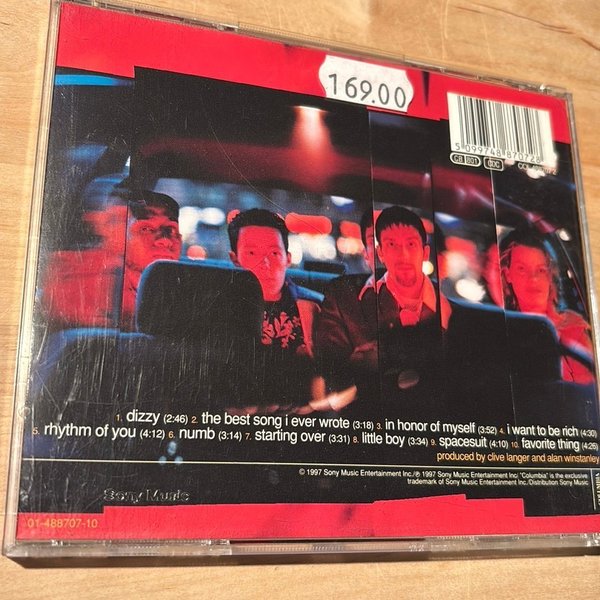 169.00
5 099748 870728
1. dizzy (2:46) 2. the best song i ever wrote (3:18) 3. in honor of myself (3:52) 4. i want to be rich (4:30)
5. rhythm of you (4:12) 6. numb (3:14) 7. starting over (3:31) 8. little boy (3:34) 9. spacesuit (4:10) 10. favorite thing (4:26)
produced by clive langer and alan winstanley
© 1997 Sony Music Entertainment Inc./℗ 1997 Sony Music Entertainment Inc. "Columbia" is the exclusive
trademark of Sony Music Entertainment Inc./Distribution Sony Music
Sony Music
01-488707-10